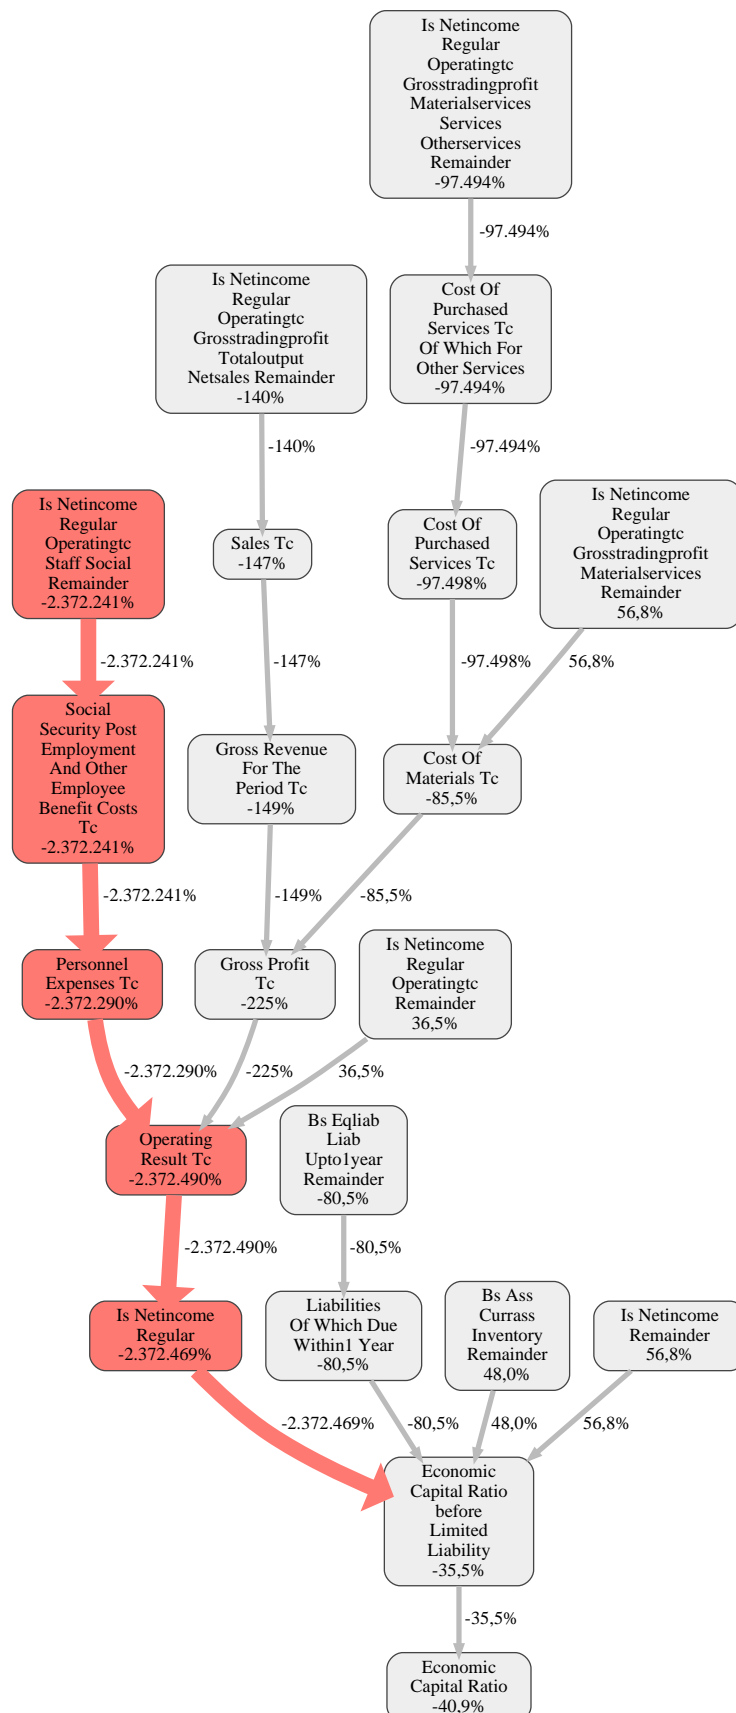 Is Netincome
Regular
Operatingtc
Grosstradingprofit
Materialservices
Services
Otherservices
Remainder
-97.494%
-97.494%
Is Netincome
Regular
Operatingtc
Grosstradingprofit
Totaloutput
Netsales Remainder
-140%
Cost Of
Purchased
Services Tc
Of Which For
Other Services
-97.494%
-140%
-97.494%
Is Netincome
Regular
Operatingtc
Staff Social
Remainder
-2.372.241%
Sales Tc
-147%
Cost Of
Purchased
Services Tc
-97.498%
Is Netincome
Regular
Operatingtc
Grosstradingprofit
Materialservices
Remainder
56,8%
-2.372.241%
-147%
-97.498%
56,8%
Social
Security Post
Employment
And Other
Employee
Benefit Costs
Tc
-2.372.241%
Gross Revenue
For The
Period Tc
-149%
Cost Of
Materials Tc
-85,5%
-2.372.241%
-149%
-85,5%
Personnel
Expenses Tc
-2.372.290%
Gross Profit
Tc
-225%
Is Netincome
Regular
Operatingtc
Remainder
36,5%
-2.372.290%
-225%
36,5%
Operating
Result Tc
-2.372.490%
Bs Eqliab
Liab
Upto1year
Remainder
-80,5%
-2.372.490%
-80,5%
Is Netincome
Regular
-2.372.469%
Liabilities
Of Which Due
Within1 Year
-80,5%
Bs Ass
Currass
Inventory
Remainder
48,0%
Is Netincome
Remainder
56,8%
-2.372.469%
-80,5%
48,0%
56,8%
Economic
Capital Ratio
before
Limited
Liability
-35,5%
-35,5%
Economic
Capital Ratio
-40,9%